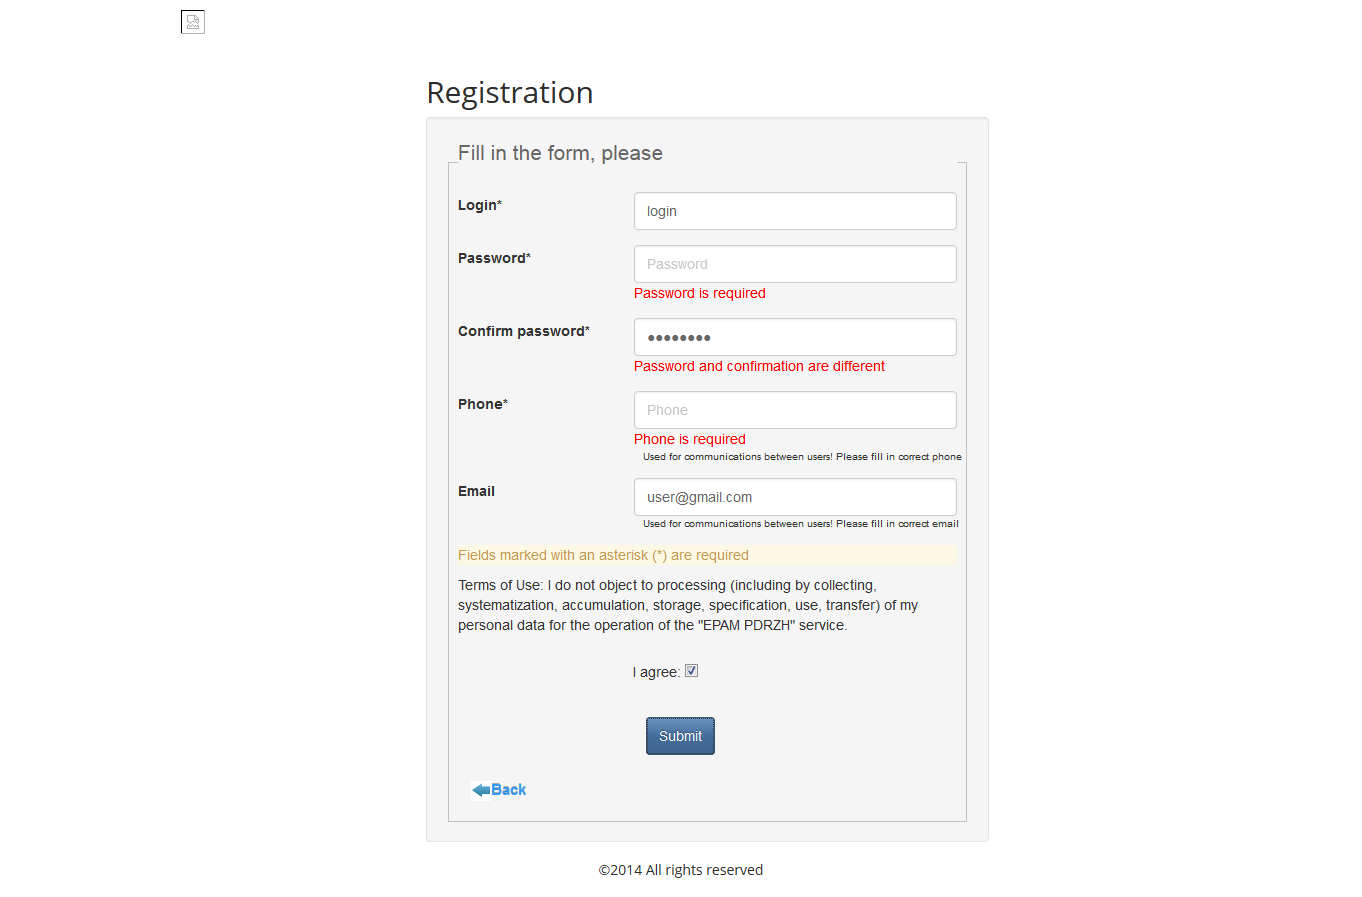 Registration
Fill in the form, please
Login*
login
Password*
Password
Password is required
Confirm password*
●●●●●●●●
Password and confirmation are different
Phone*
Phone
Phone is required
Used for communications between users! Please fill in correct phone
Email
user@gmail.com
Used for communications between users! Please fill in correct email
Fields marked with an asterisk (*) are required
Terms of Use: I do not object to processing (including by collecting,
systematization, accumulation, storage, specification, use, transfer) of my
personal data for the operation of the "EPAM PDRZH" service.
I agree:
Submit
Back
©2014 All rights reserved